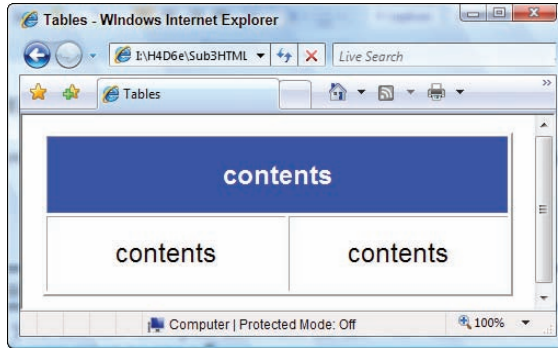 Tables - WIndows Internet Explorer
I:\H4D6e\Sub3HTML
Live Search
Tables
»
contents
contents contents
Computer | Protected Mode: Off 100%